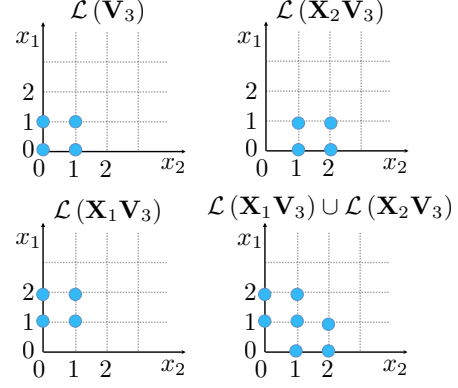 𝓛(𝐕₃) 𝓛(𝐗₂𝐕₃)
x₁ x₁
2 2
1 1
0 0
0 1 2 x₂ 0 1 2 x₂
𝓛(𝐗₁𝐕₃) 𝓛(𝐗₁𝐕₃) ∪ 𝓛(𝐗₂𝐕₃)
x₁ x₁
2 2
1 1
0 0
0 1 2 x₂ 0 1 2 x₂